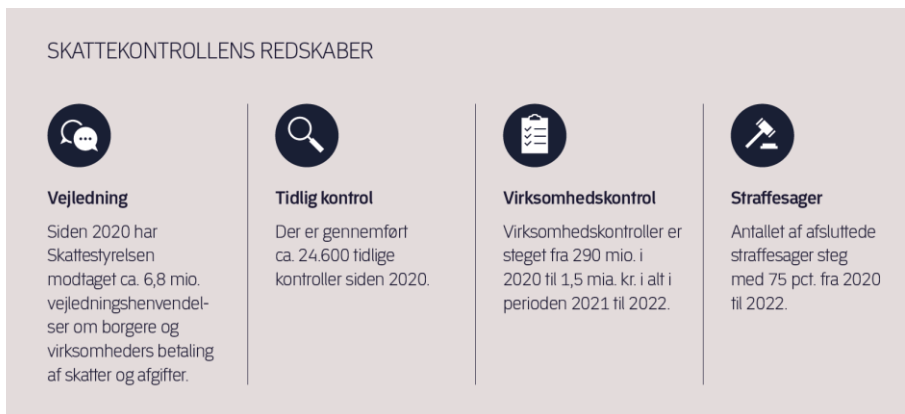 SKATTEKONTROLLENS REDSKABER
Vejledning
Siden 2020 har
Skattestyrelsen
modtaget ca. 6,8 mio.
vejledningshenvendel-
ser om borgere og
virksomheders betaling
af skatter og afgifter.
Tidlig kontrol
Der er gennemført
ca. 24.600 tidlige
kontroller siden 2020.
Virksomhedskontrol
Virksomhedskontroller er
steget fra 290 mio. i
2020 til 1,5 mia. kr. i alt i
perioden 2021 til 2022.
Straffesager
Antallet af afsluttede
straffesager steg
med 75 pct. fra 2020
til 2022.